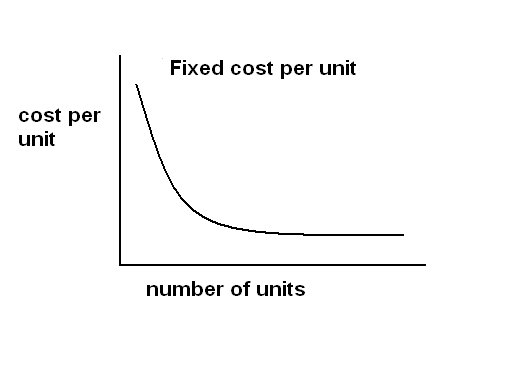 Fixed cost per unit
cost per
unit
number of units